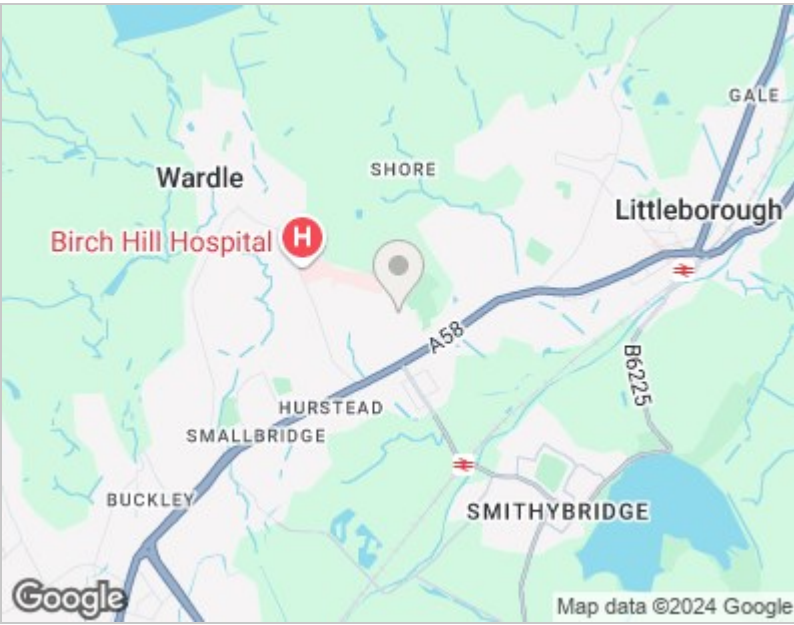 GALE
SHORE
Wardle
Littleborough
Birch Hill Hospital H
A58
B6225
HURSTEAD
SMALLBRIDGE
BUCKLEY
SMITHYBRIDGE
Google
Map data ©2024 Google